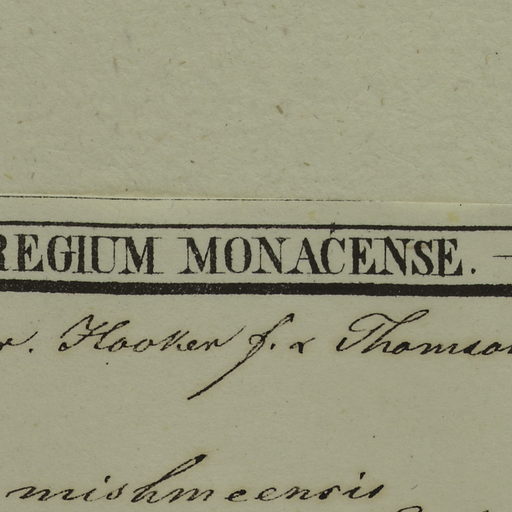 REGIUM MONACENSE. —
r. Hooker f. & Thomson
mishmeensis